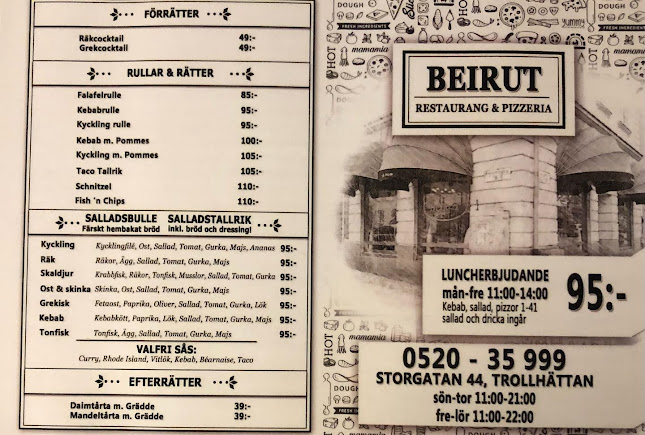 FÖRRÄTTER
Räkcocktail 49:-
Grekcocktail 49:-
RULLAR & RÄTTER
Falafelrulle 85:-
Kebabrulle 95:-
Kyckling rulle 95:-
Kebab m. Pommes 100:-
Kyckling m. Pommes 105:-
Taco Tallrik 105:-
Schnitzel 110:-
Fish 'n Chips 110:-
SALLADSBULLE SALLADSTALLRIK
Färskt hembakat bröd inkl. bröd och dressing!
Kyckling Kycklingfilé, Ost, Sallad, Tomat, Gurka, Majs, Ananas 95:-
Räk Räkor, Ägg, Sallad, Tomat, Gurka, Majs 95:-
Skaldjur Krabbfisk, Räkor, Tonfisk, Musslor, Sallad, Tomat, Gurka 95:-
Ost & skinka Skinka, Ost, Sallad, Tomat, Gurka, Majs 95:-
Grekisk Fetaost, Paprika, Oliver, Sallad, Tomat, Gurka, Lök 95:-
Kebab Kebabkött, Paprika, Lök, Sallad, Tomat, Gurka, Majs 95:-
Tonfisk Tonfisk, Ägg, Sallad, Tomat, Gurka, Majs 95:-
VALFRI SÅS:
Curry, Rhode Island, Vitlök, Kebab, Béarnaise, Taco
EFTERRÄTTER
Daimtårta m. Grädde 39:-
Mandeltårta m. Grädde 39:-
DOUGH
FRESH INGREDIENTS
yummy
HOT
mamamia
BEIRUT
RESTAURANG & PIZZERIA
LUNCHERBJUDANDE
mån-fre 11:00-14:00
Kebab, sallad, pizzor 1-41
sallad och dricka ingår
95:-
0520 - 35 999
STORGATAN 44, TROLLHÄTTAN
sön-tor 11:00-21:00
fre-lör 11:00-22:00